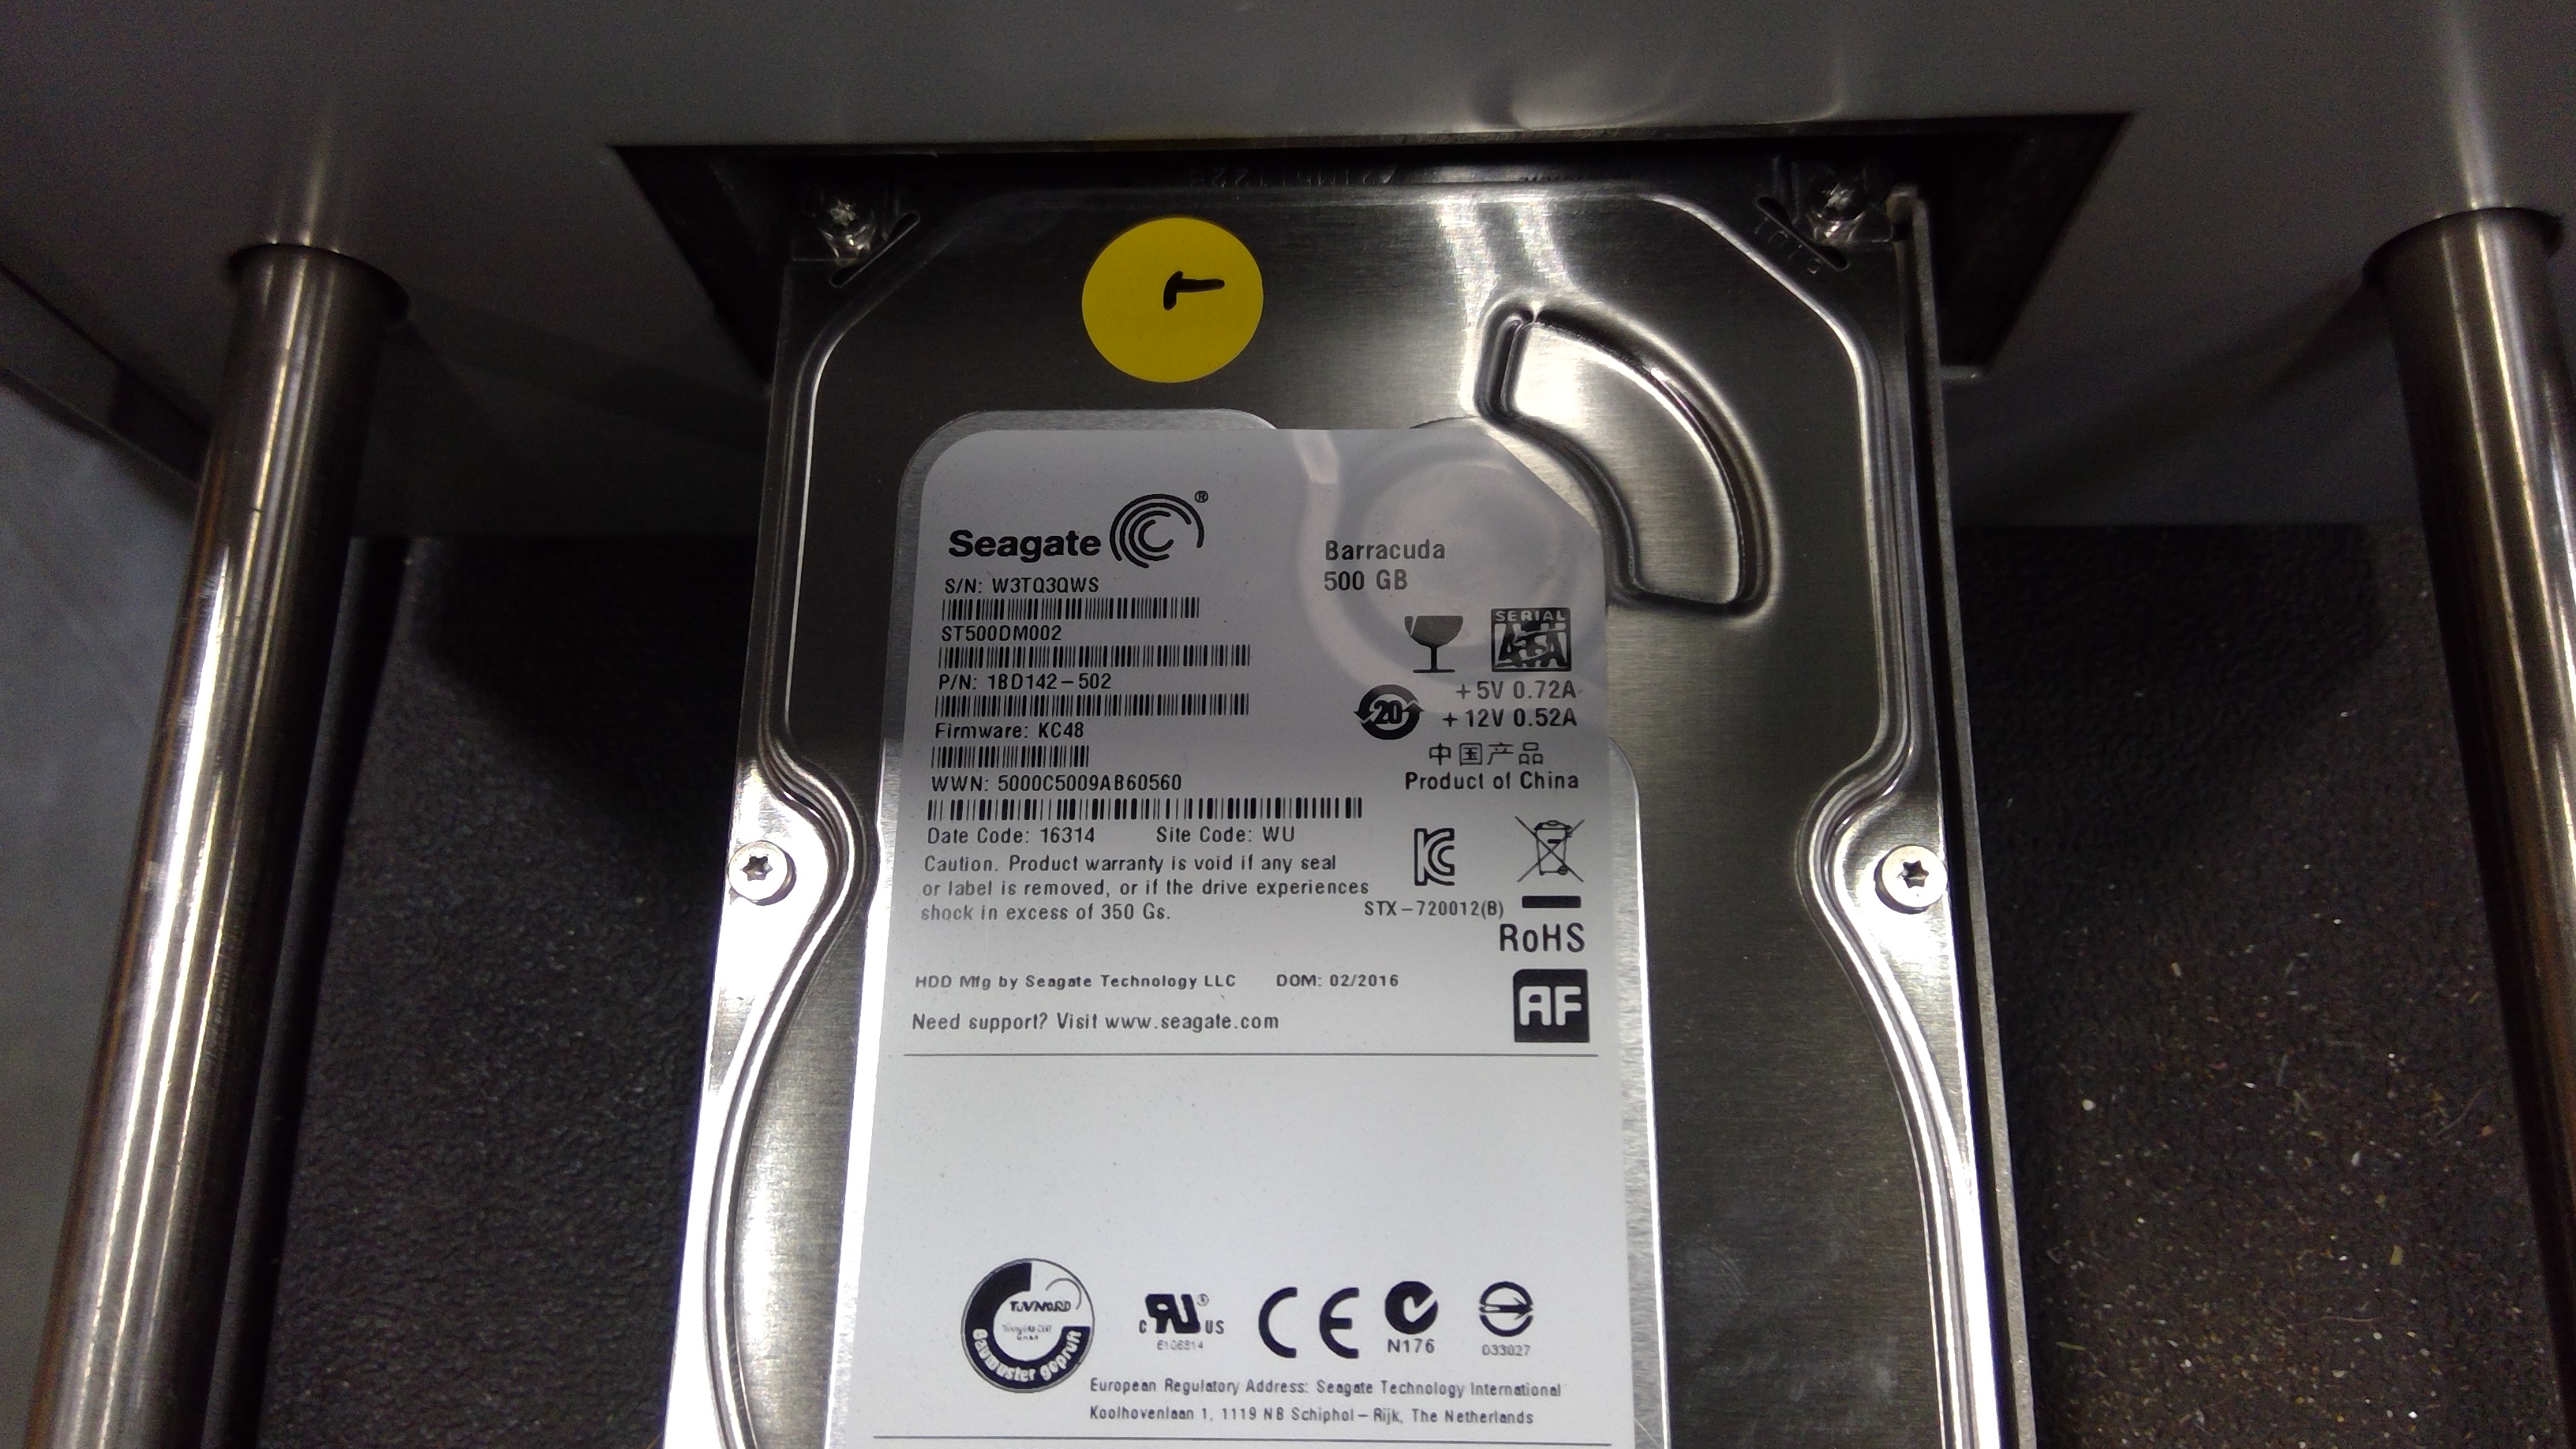 1
Seagate®
S/N: W3TQ3QWS
ST500DM002
P/N: 1BD142-502
Firmware: KC48
WWN: 5000C5009AB60560
Date Code: 16314 Site Code: WU
Caution. Product warranty is void if any seal
or label is removed, or if the drive experiences
shock in excess of 350 Gs.
Barracuda
500 GB
SERIAL
ATA
20
+5V 0.72A
+12V 0.52A
中国产品
Product of China
STX-720012(B)
RoHS
HDD Mfg by Seagate Technology LLC DOM: 02/2016
AF
Need support? Visit www.seagate.com
TUV NORD
Baumuster geprüft
c RU® US
E106814
CE
N176
D33027
European Regulatory Address: Seagate Technology International
Koolhovenlaan 1, 1119 NB Schiphol-Rijk, The Netherlands